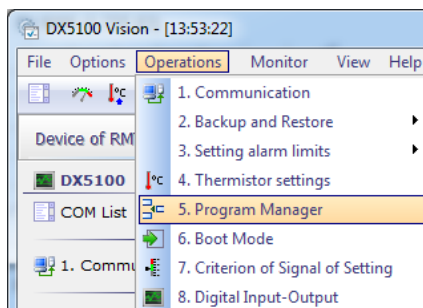 DX5100 Vision - [13:53:22]
File Options Operations Monitor View Help
°C
1. Communication
2. Backup and Restore
Device of
3. Setting alarm limits
DX5100
°C 4. Thermistor settings
COM List
5. Program Manager
6. Boot Mode
1.
7. Criterion of Signal of Setting
8. Digital Input-Output